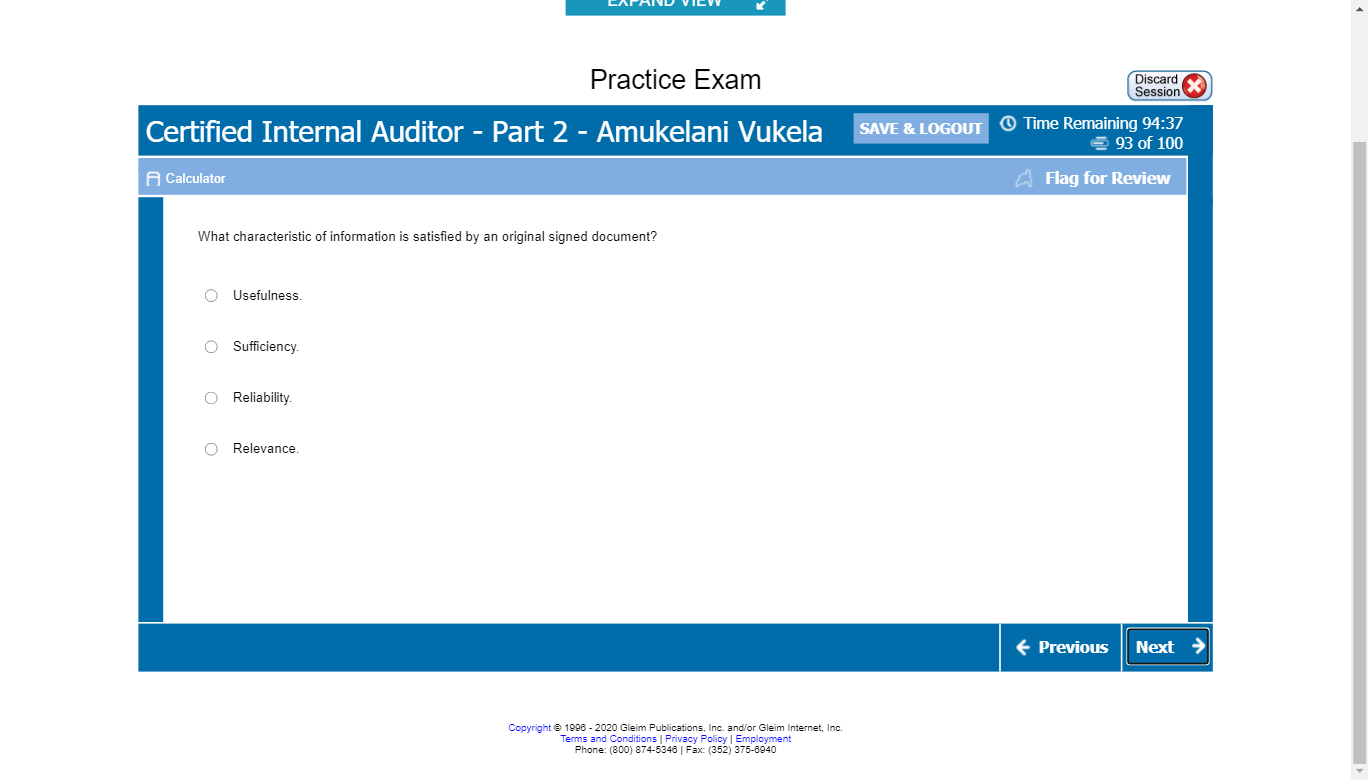 EXPAND VIEW
Practice Exam
Discard
Session
Certified Internal Auditor - Part 2 - Amukelani Vukela
SAVE & LOGOUT
Time Remaining 94:37
93 of 100
Calculator
Flag for Review
What characteristic of information is satisfied by an original signed document?
Usefulness.
Sufficiency.
Reliability.
Relevance.
Previous
Next
Copyright © 1996 - 2020 Gleim Publications, Inc. and/or Gleim Internet, Inc.
Terms and Conditions | Privacy Policy | Employment
Phone: (800) 874-5346 | Fax: (352) 375-6940